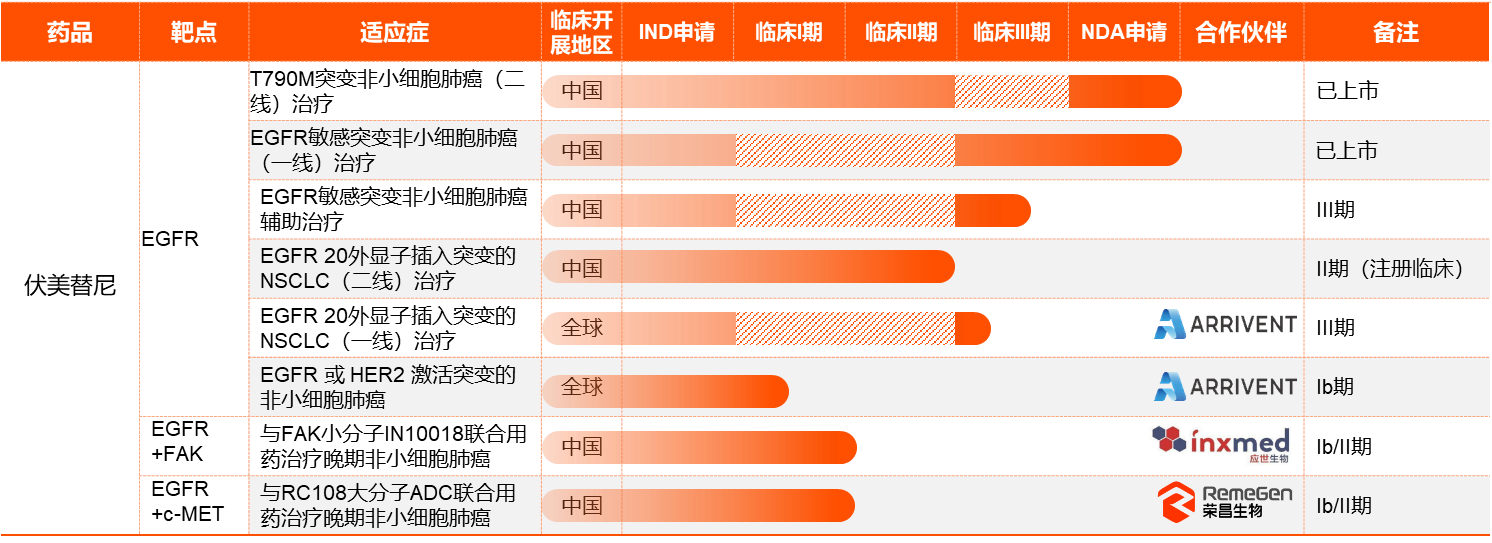 药品
靶点
适应症
临床开
展地区
IND申请
临床I期
临床II期
临床III期
NDA申请
合作伙伴
备注
伏美替尼
EGFR
T790M突变非小细胞肺癌（二
线）治疗
中国
已上市
EGFR敏感突变非小细胞肺癌
（一线）治疗
中国
已上市
EGFR敏感突变非小细胞肺癌
辅助治疗
中国
III期
EGFR 20外显子插入突变的
NSCLC（二线）治疗
中国
II期（注册临床）
EGFR 20外显子插入突变的
NSCLC（一线）治疗
全球
ARRIVENT
III期
EGFR 或 HER2 激活突变的
非小细胞肺癌
全球
ARRIVENT
Ib期
EGFR
+FAK
与FAK小分子IN10018联合用
药治疗晚期非小细胞肺癌
中国
inxmed
应世生物
Ib/II期
EGFR
+c-MET
与RC108大分子ADC联合用
药治疗晚期非小细胞肺癌
中国
RemeGen
荣昌生物
Ib/II期